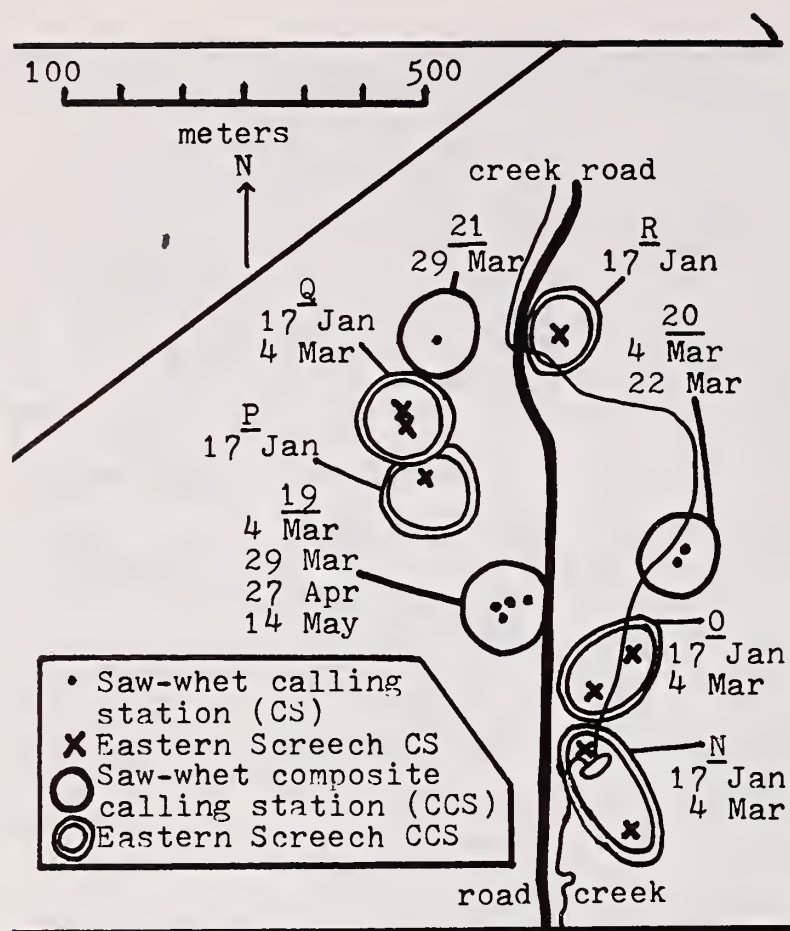 100 500
meters
N
creek road
21
29 Mar
R
17 Jan
Q
17 Jan
4 Mar
20
4 Mar
22 Mar
P
17 Jan
19
4 Mar
29 Mar
27 Apr
14 May
O
17 Jan
4 Mar
N
17 Jan
4 Mar
Saw-whet calling
station (CS)
Eastern Screech CS
Saw-whet composite
calling station (CCS)
Eastern Screech CCS
road creek